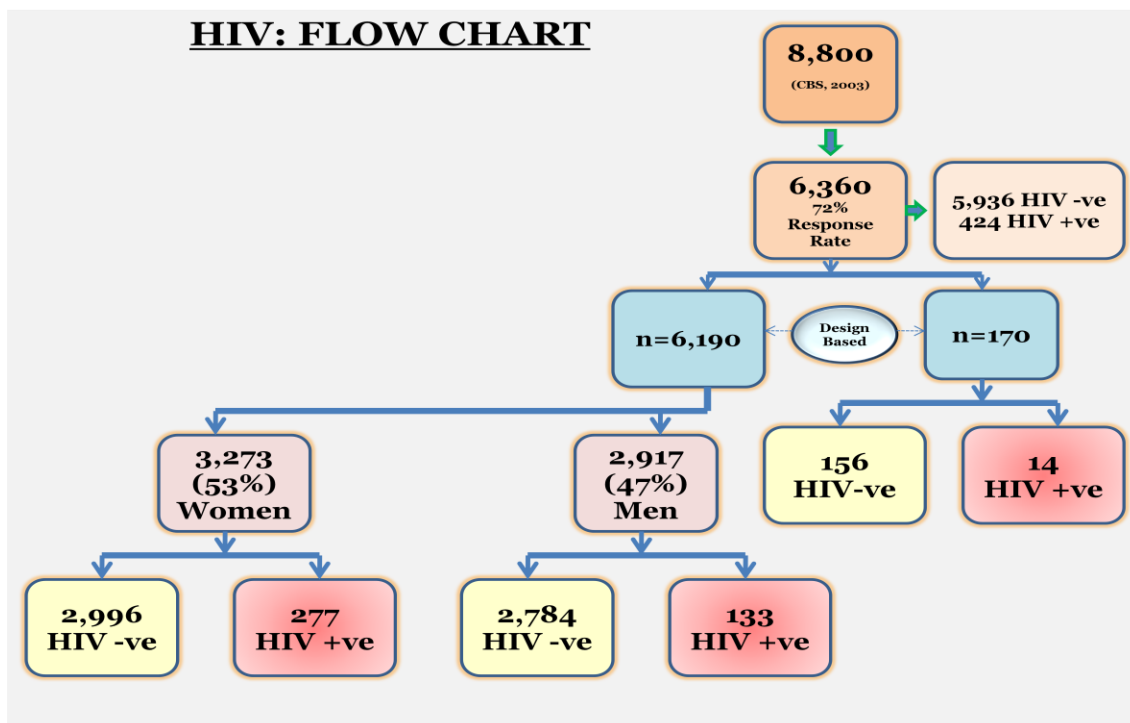 HIV: FLOW CHART
8,800
(CBS, 2003)
6,360
72%
Response
Rate
5,936 HIV -ve
424 HIV +ve
n=6,190
Design
Based
n=170
3,273
(53%)
Women
2,917
(47%)
Men
156
HIV-ve
14
HIV +ve
2,996
HIV -ve
277
HIV +ve
2,784
HIV -ve
133
HIV +ve